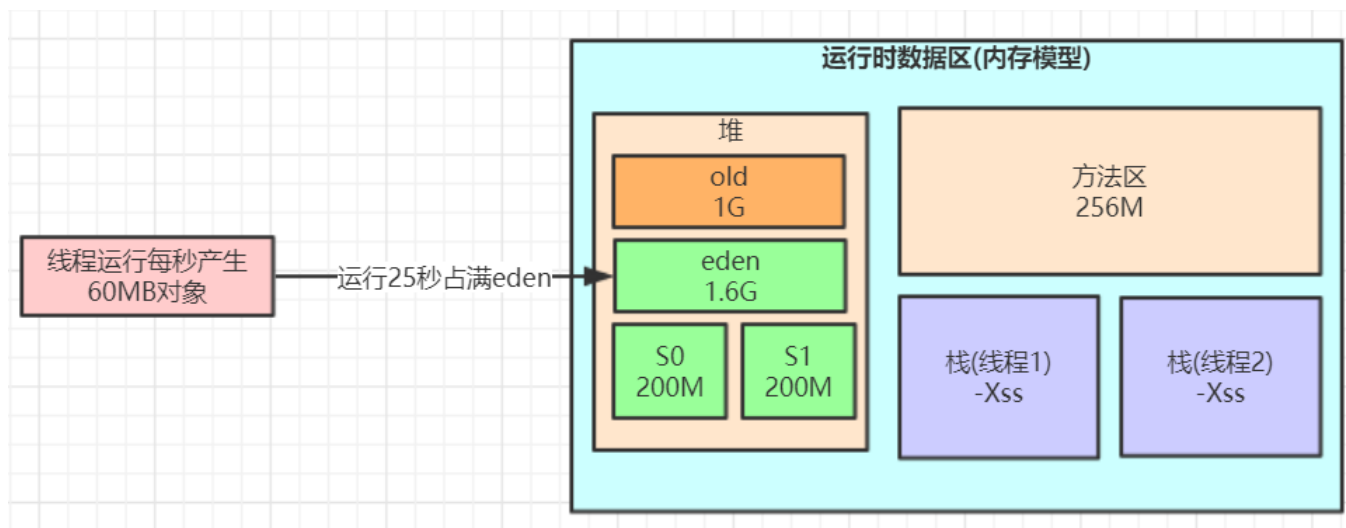 运行时数据区(内存模型)
堆
old
1G
方法区
256M
线程运行每秒产生
60MB对象
运行25秒占满eden
eden
1.6G
S0
200M
S1
200M
栈(线程1)
-Xss
栈(线程2)
-Xss